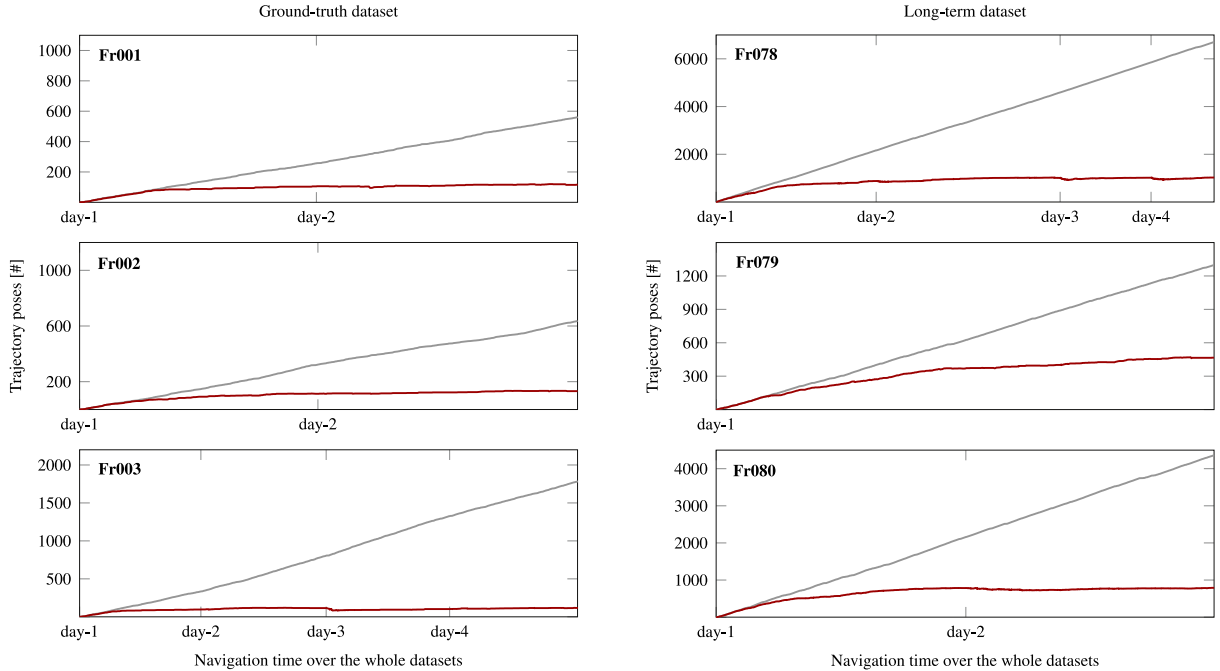 Ground-truth dataset
Long-term dataset
Trajectory poses [#]
Fr001
1000
800
600
400
200
day-1
day-2
Fr002
1000
600
200
day-1
day-2
Fr003
2000
1500
1000
500
day-1
day-2
day-3
day-4
Navigation time over the whole datasets
Trajectory poses [#]
Fr078
6000
4000
2000
day-1
day-2
day-3
day-4
Fr079
1200
900
600
300
day-1
Fr080
4000
3000
2000
1000
day-1
day-2
Navigation time over the whole datasets